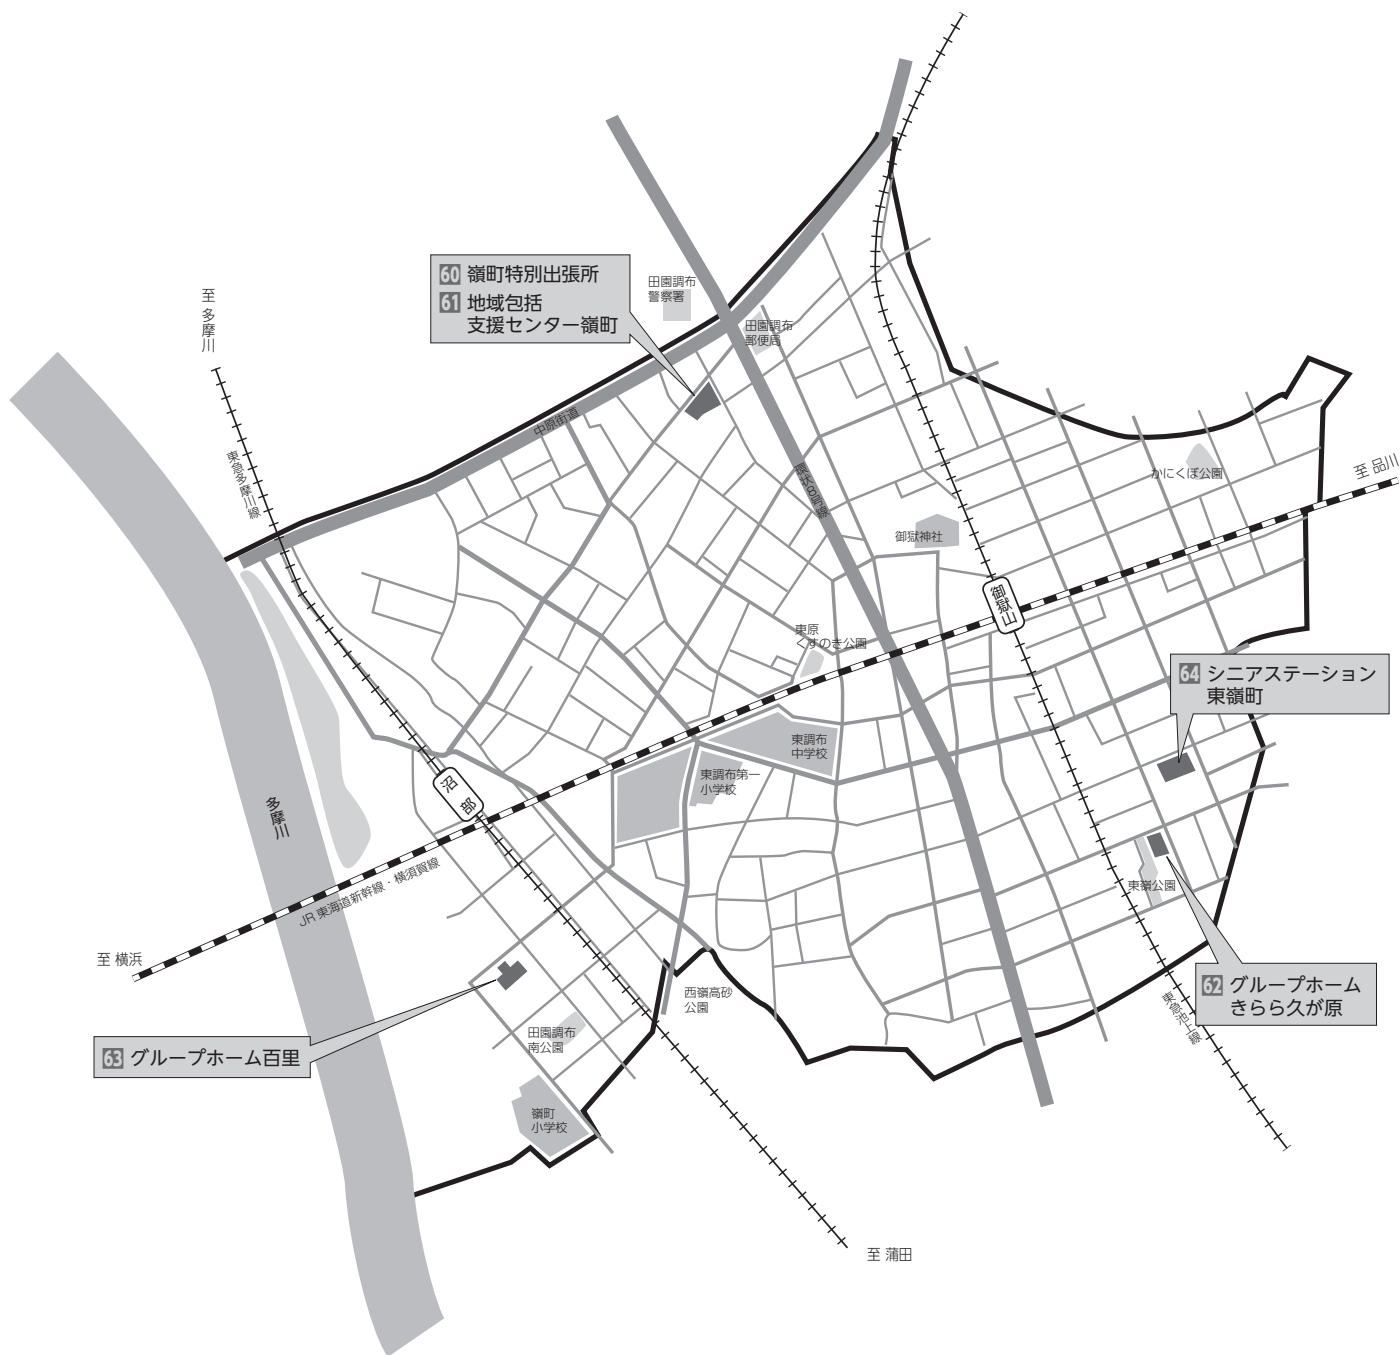 60 嶺町特別出張所
61 地域包括
支援センター嶺町
田園調布
警察署
田園調布
郵便局
至 多摩川
東急多摩川線
中原街道
環状8号線
かにくぼ公園
至 品川
御嶽神社
御嶽山
東原
くすのき公園
64 シニアステーション
東嶺町
東調布
中学校
東調布第一
小学校
沼部
多摩川
JR東海道新幹線・横須賀線
東嶺公園
至 横浜
西嶺高砂
公園
62 グループホーム
きらら久が原
東急池上線
田園調布
南公園
63 グループホーム百里
嶺町
小学校
至 蒲田